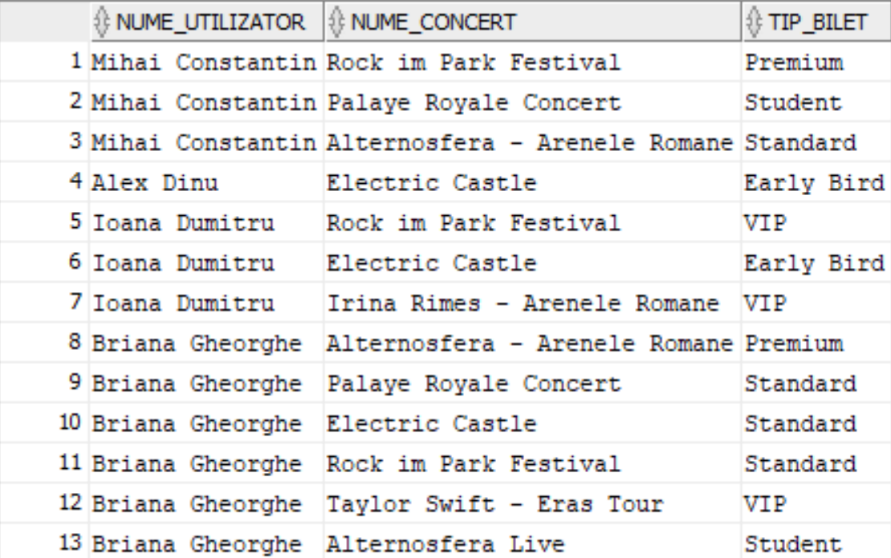 NUME_UTILIZATOR NUME_CONCERT TIP_BILET
1 Mihai Constantin Rock im Park Festival Premium
2 Mihai Constantin Palaye Royale Concert Student
3 Mihai Constantin Alternosfera - Arenele Romane Standard
4 Alex Dinu Electric Castle Early Bird
5 Ioana Dumitru Rock im Park Festival VIP
6 Ioana Dumitru Electric Castle Early Bird
7 Ioana Dumitru Irina Rimes - Arenele Romane VIP
8 Briana Gheorghe Alternosfera - Arenele Romane Premium
9 Briana Gheorghe Palaye Royale Concert Standard
10 Briana Gheorghe Electric Castle Standard
11 Briana Gheorghe Rock im Park Festival Standard
12 Briana Gheorghe Taylor Swift - Eras Tour VIP
13 Briana Gheorghe Alternosfera Live Student